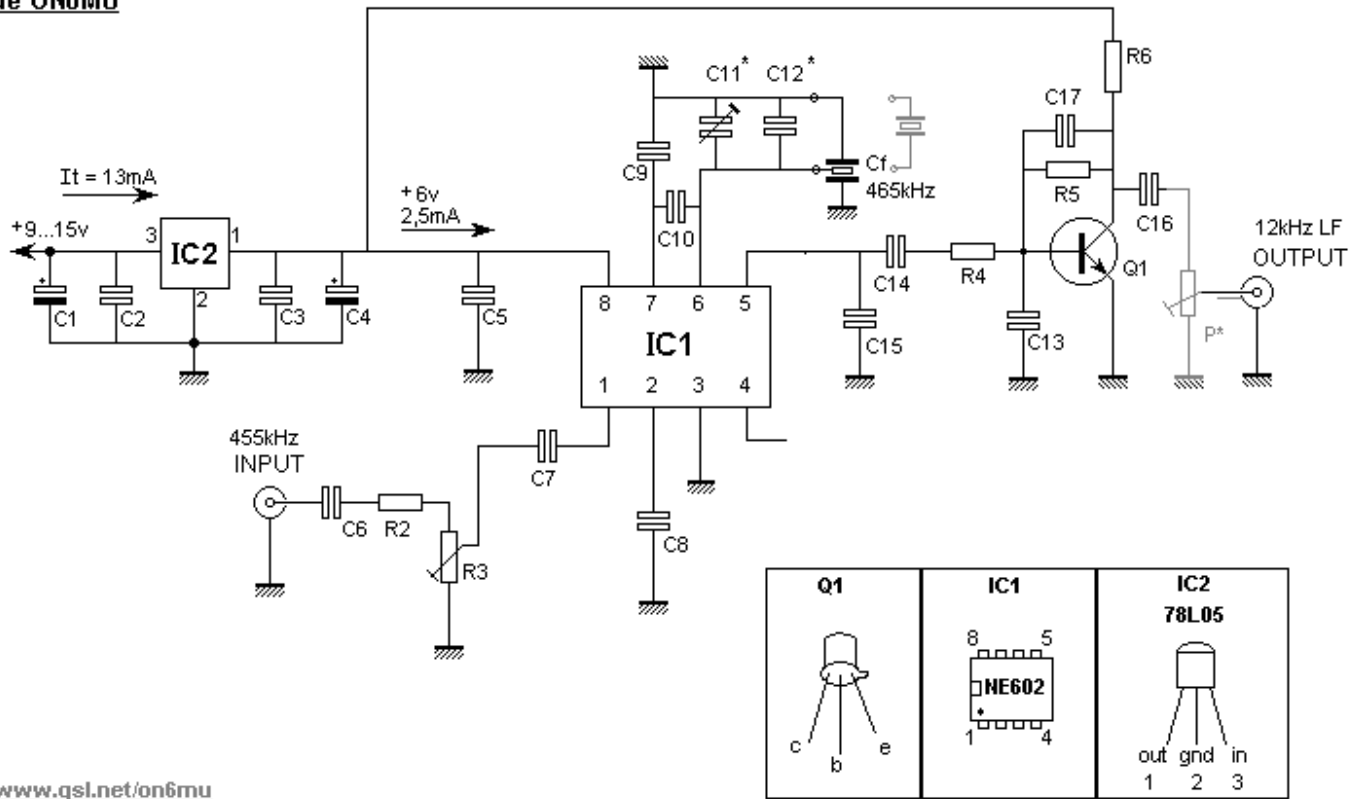 de ON6MU
R6
C11* C12*
C17
C9
Cf
465kHz
It = 13mA
+6v
2,5mA
R5
C16
C10
+9...15v
3 IC2 1
2
12kHz LF
OUTPUT
Q1
C14
R4
C1 C2 C3 C4 C5
8 7 6 5
IC1
1 2 3 4
C15
C13
P*
455kHz
INPUT
C7
C6 R2
R3
C8
Q1
IC1
IC2
78L05
8 5
NE602
1 4
c b e
out gnd in
1 2 3
www.qsl.net/on6mu